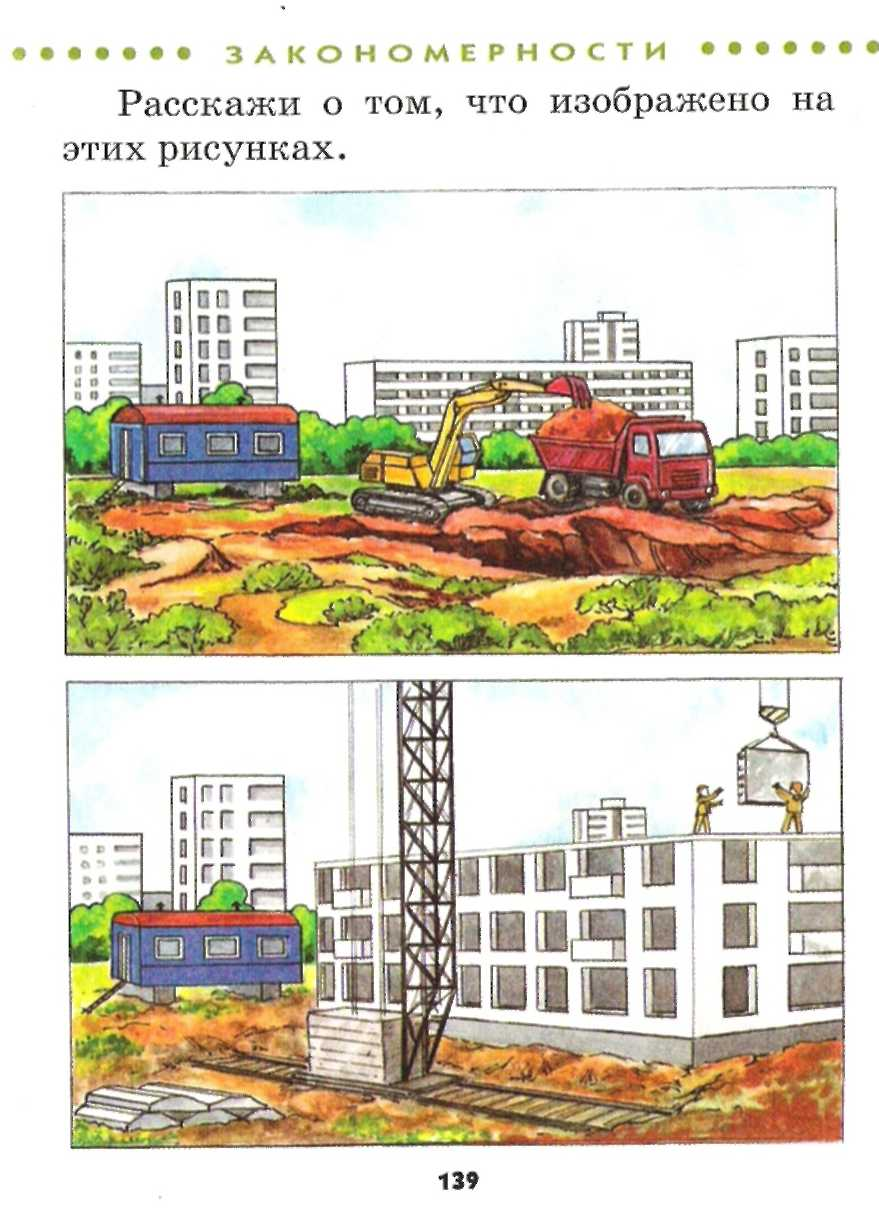 ЗАКОНОМЕРНОСТИ
Расскажи о том, что изображено на
этих рисунках.
139